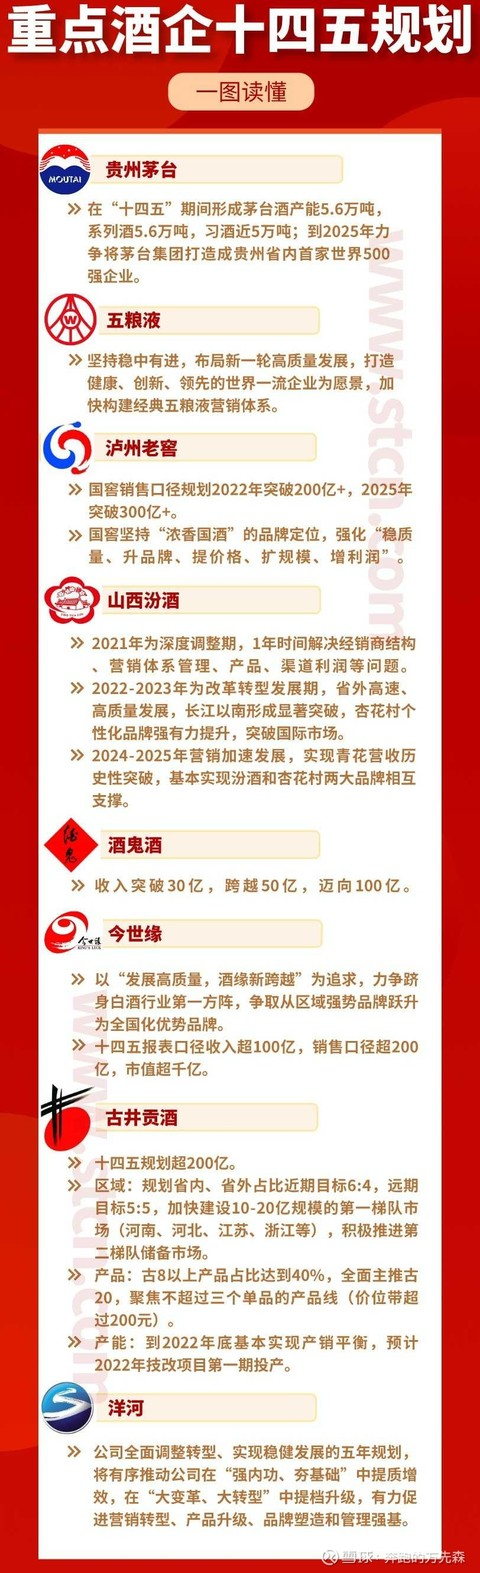 重点酒企十四五规划
一图读懂
MOUTAI
贵州茅台
在“十四五”期间形成茅台酒产能5.6万吨，
系列酒5.6万吨，习酒近5万吨；到2025年力
争将茅台集团打造成贵州省内首家世界500
强企业。
五粮液
坚持稳中有进，布局新一轮高质量发展，打造
健康、创新、领先的世界一流企业为愿景，加
快构建经典五粮液营销体系。
泸州老窖
国窖销售口径规划2022年突破200亿+，2025年
突破300亿+。
国窖坚持“浓香国酒”的品牌定位，强化“稳质
量、升品牌、提价格、扩规模、增利润”。
山西汾酒
2021年为深度调整期，1年时间解决经销商结构
、营销体系管理、产品、渠道利润等问题。
2022-2023年为改革转型发展期，省外高速、
高质量发展，长江以南形成显著突破，杏花村个
性化品牌强有力提升，突破国际市场。
2024-2025年营销加速发展，实现青花营收历
史性突破，基本实现汾酒和杏花村两大品牌相互
支撑。
酒鬼
酒鬼酒
收入突破30亿，跨越50亿，迈向100亿。
今世缘
今世缘
以“发展高质量，酒缘新跨越”为追求，力争跻
身白酒行业第一方阵，争取从区域强势品牌跃升
为全国化优势品牌。
十四五报表口径收入超100亿，销售口径超200
亿，市值超千亿。
古井贡酒
十四五规划超200亿。
区域：规划省内、省外占比近期目标6:4，远期
目标5:5，加快建设10-20亿规模的第一梯队市
场（河南、河北、江苏、浙江等），积极推进第
二梯队储备市场。
产品：古8以上产品占比达到40%，全面主推古
20，聚焦不超过三个单品的产品线（价位带超
过200元）。
产能：到2022年底基本实现产销平衡，预计
2022年技改项目第一期投产。
洋河
公司全面调整转型、实现稳健发展的五年规划，
将有序推动公司在“强内功、夯基础”中提质增
效，在“大变革、大转型”中提档升级，有力促
进营销转型、产品升级、品牌塑造和管理强基。
www.stcn.com
www.stcn.com
雪球：奔跑的万先森